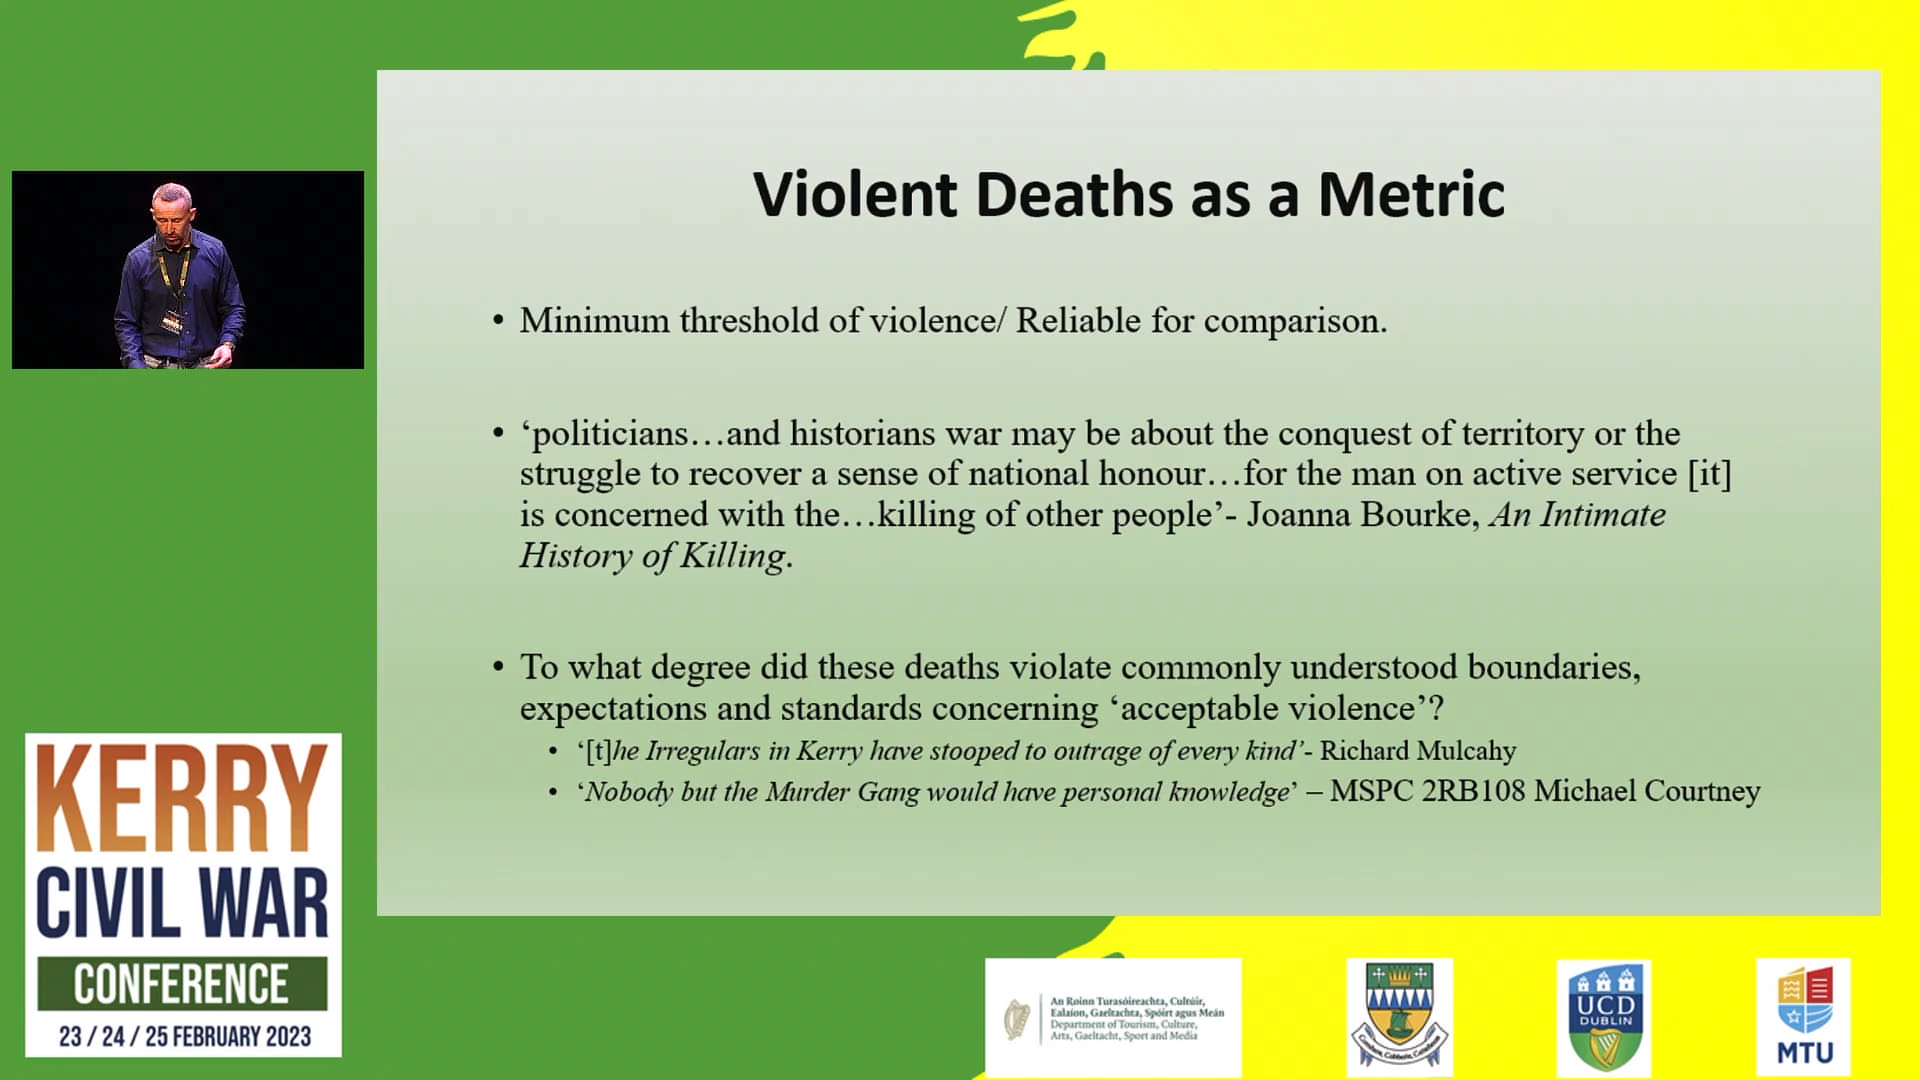 Violent Deaths as a Metric
• Minimum threshold of violence/ Reliable for comparison.
• ‘politicians…and historians war may be about the conquest of territory or the
struggle to recover a sense of national honour…for the man on active service [it]
is concerned with the…killing of other people’- Joanna Bourke, An Intimate
History of Killing.
• To what degree did these deaths violate commonly understood boundaries,
expectations and standards concerning ‘acceptable violence’?
• ‘[t]he Irregulars in Kerry have stooped to outrage of every kind’- Richard Mulcahy
• ‘Nobody but the Murder Gang would have personal knowledge’ – MSPC 2RB108 Michael Courtney
KERRY
CIVIL WAR
CONFERENCE
23 / 24 / 25 FEBRUARY 2023
An Roinn Turasóireachta, Cultúir,
Ealaíon, Gaeltachta, Spóirt agus Meán
Department of Tourism, Culture,
Arts, Gaeltacht, Sport and Media
UCD
DUBLIN
MTU